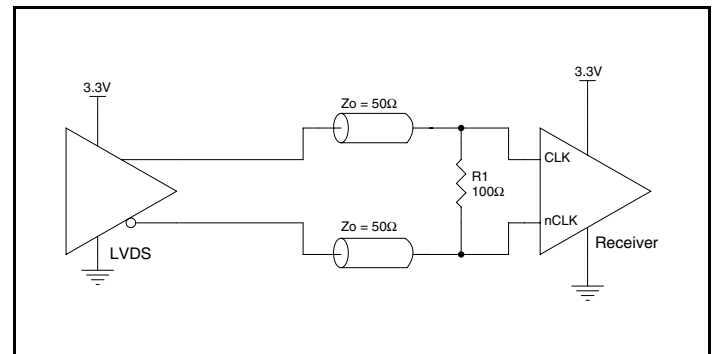 3.3V
3.3V
Zo = 50Ω
CLK
R1
100Ω
nCLK
Zo = 50Ω
Receiver
LVDS